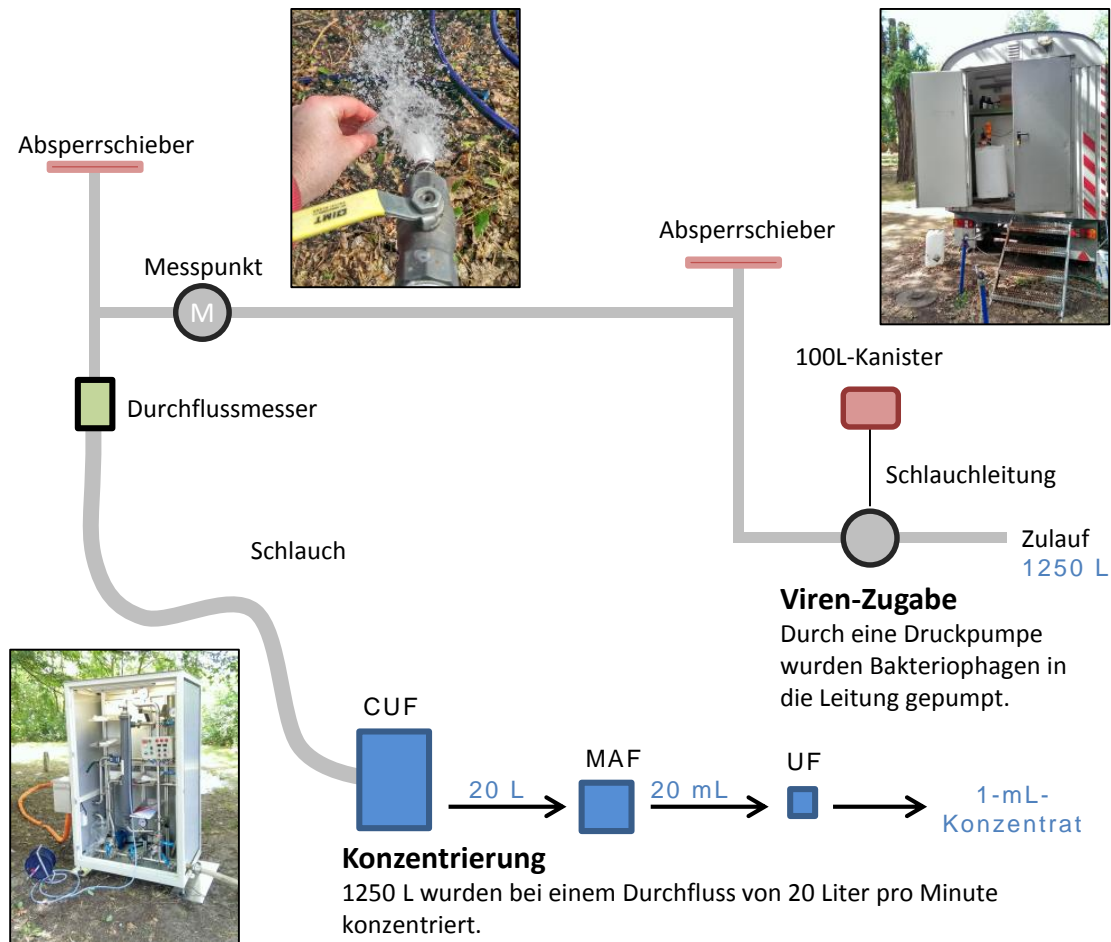 Absperrschieber
Messpunkt
M
Absperrschieber
100L-Kanister
Durchflussmesser
Schlauchleitung
Schlauch
Zulauf
1250 L
Viren-Zugabe
Durch eine Druckpumpe
wurden Bakteriophagen in
die Leitung gepumpt.
CUF
MAF
UF
20 L
20 mL
1-mL-
Konzentrat
Konzentrierung
1250 L wurden bei einem Durchfluss von 20 Liter pro Minute
konzentriert.